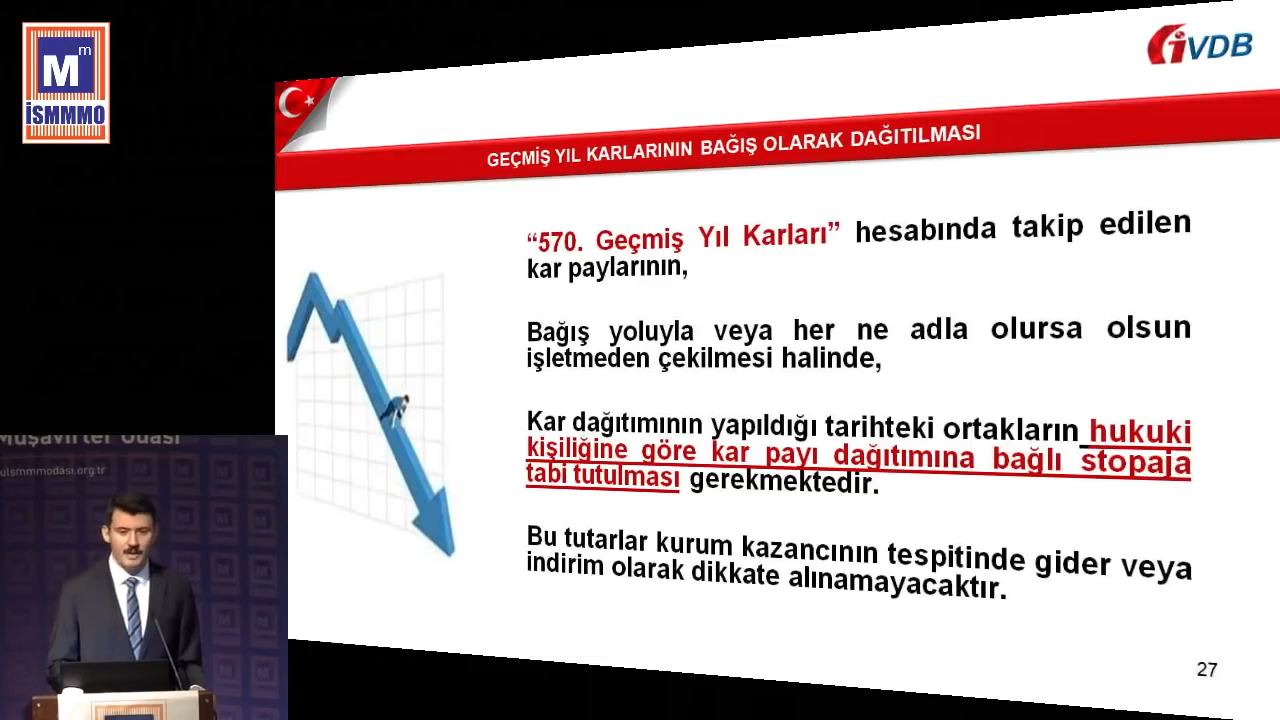 Mm
İSMMMO
iVDB
GEÇMİŞ YIL KARLARININ BAĞIŞ OLARAK DAĞITILMASI
“570. Geçmiş Yıl Karları” hesabında takip edilen
kar paylarının,
Bağış yoluyla veya her ne adla olursa olsun
işletmeden çekilmesi halinde,
Kar dağıtımının yapıldığı tarihteki ortakların hukuki
kişiliğine göre kar payı dağıtımına bağlı stopaja
tabi tutulması gerekmektedir.
Bu tutarlar kurum kazancının tespitinde gider veya
indirim olarak dikkate alınamayacaktır.
27
Müşavirler Odası
ulsmmmodasi.org.tr